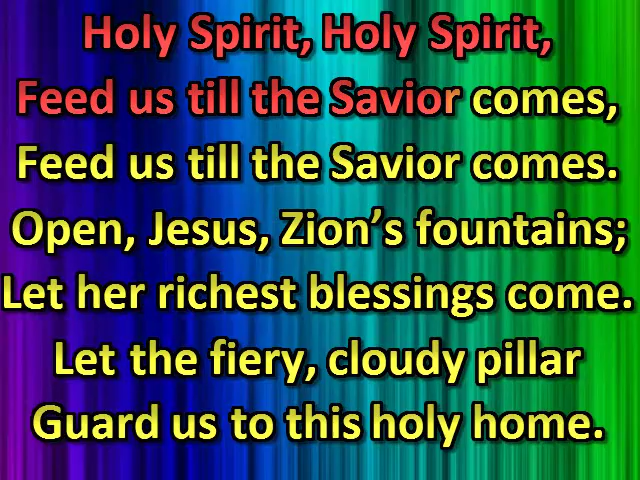 Holy Spirit, Holy Spirit,
Feed us till the Savior comes,
Feed us till the Savior comes.
Open, Jesus, Zion’s fountains;
Let her richest blessings come.
Let the fiery, cloudy pillar
Guard us to this holy home.